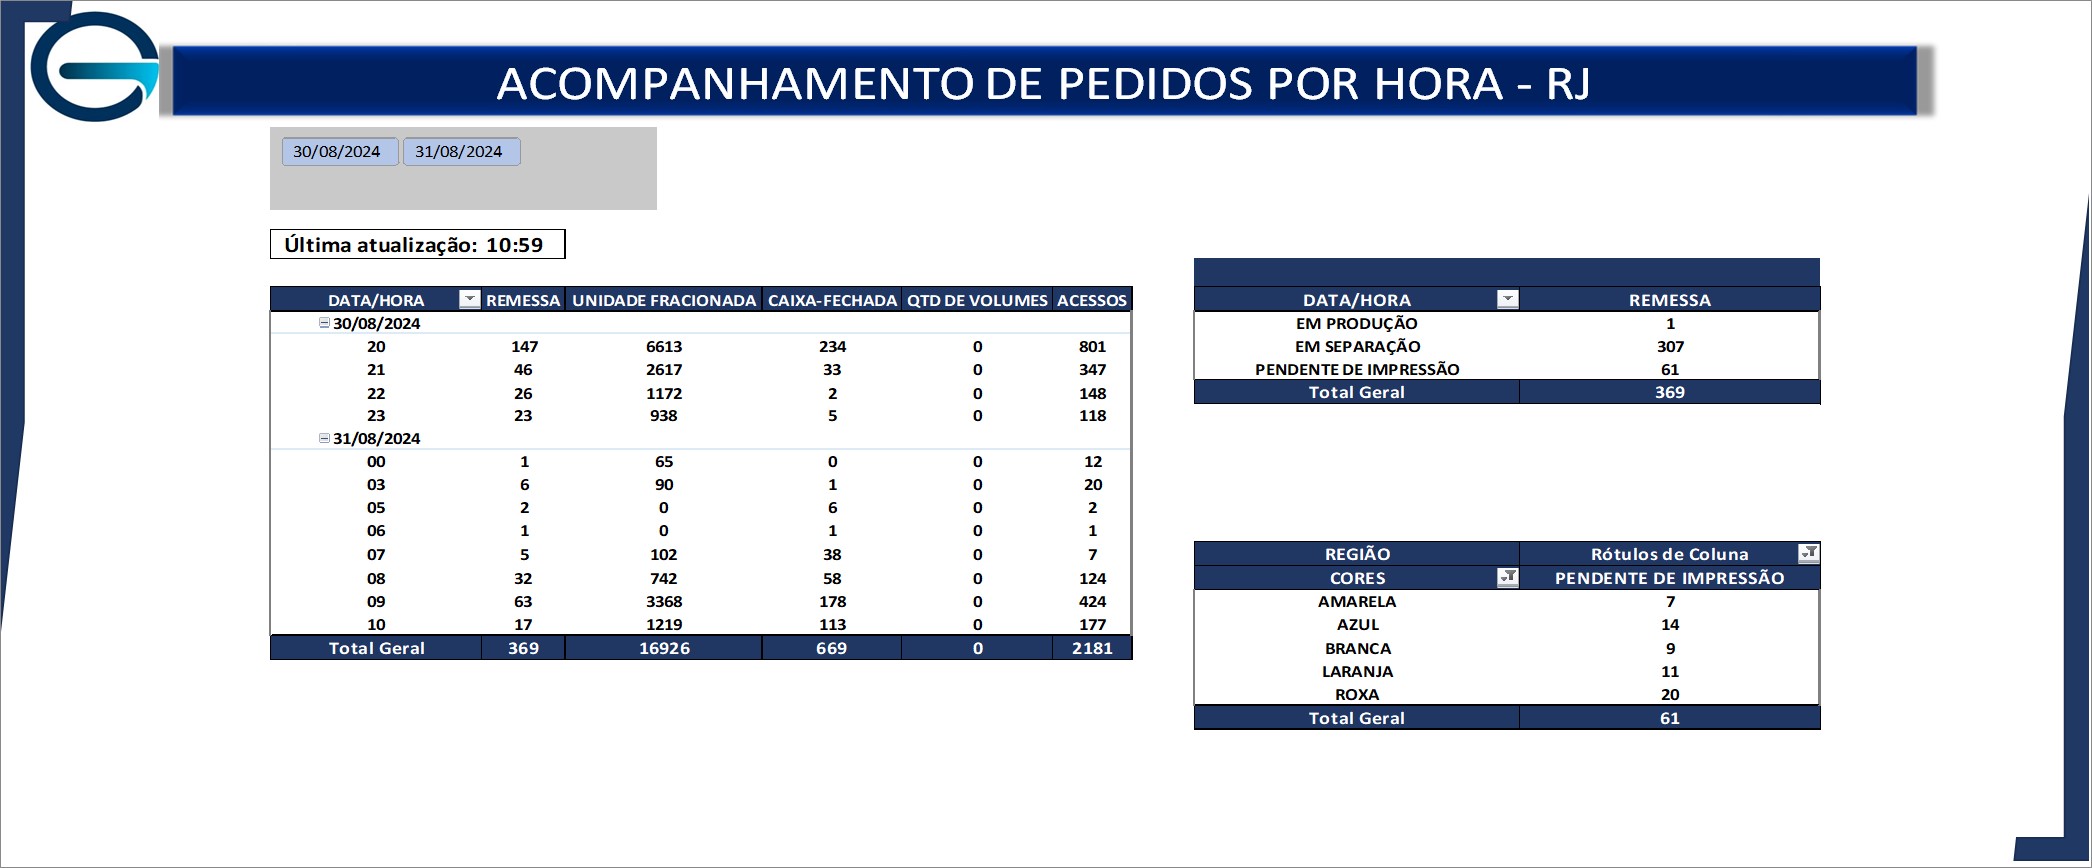 ACOMPANHAMENTO DE PEDIDOS POR HORA - RJ
30/08/2024 31/08/2024
Última atualização: 10:59
DATA/HORA REMESSA UNIDADE FRACIONADA CAIXA-FECHADA QTD DE VOLUMES ACESSOS
30/08/2024
20 147 6613 234 0 801
21 46 2617 33 0 347
22 26 1172 2 0 148
23 23 938 5 0 118
31/08/2024
00 1 65 0 0 12
03 6 90 1 0 20
05 2 0 6 0 2
06 1 0 1 0 1
07 5 102 38 0 7
08 32 742 58 0 124
09 63 3368 178 0 424
10 17 1219 113 0 177
Total Geral 369 16926 669 0 2181
DATA/HORA REMESSA
EM PRODUÇÃO 1
EM SEPARAÇÃO 307
PENDENTE DE IMPRESSÃO 61
Total Geral 369
REGIÃO Rótulos de Coluna
CORES PENDENTE DE IMPRESSÃO
AMARELA 7
AZUL 14
BRANCA 9
LARANJA 11
ROXA 20
Total Geral 61